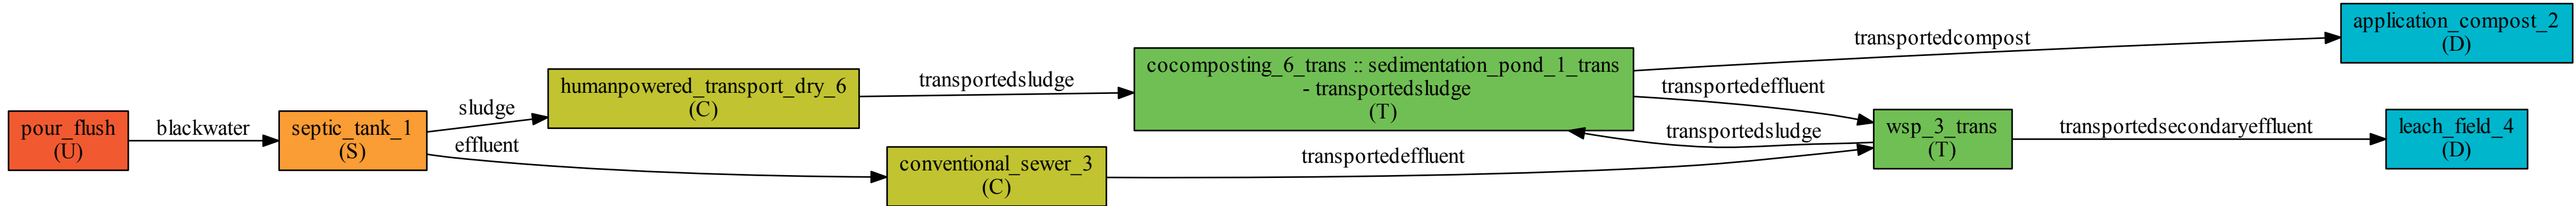 pour_flush
(U)
blackwater
septic_tank_1
(S)
sludge
effluent
humanpowered_transport_dry_6
(C)
conventional_sewer_3
(C)
transportedsludge
transportedeffluent
cocomposting_6_trans :: sedimentation_pond_1_trans
- transportedsludge
(T)
transportedcompost
transportedeffluent
transportedsludge
wsp_3_trans
(T)
transportedsecondaryeffluent
application_compost_2
(D)
leach_field_4
(D)